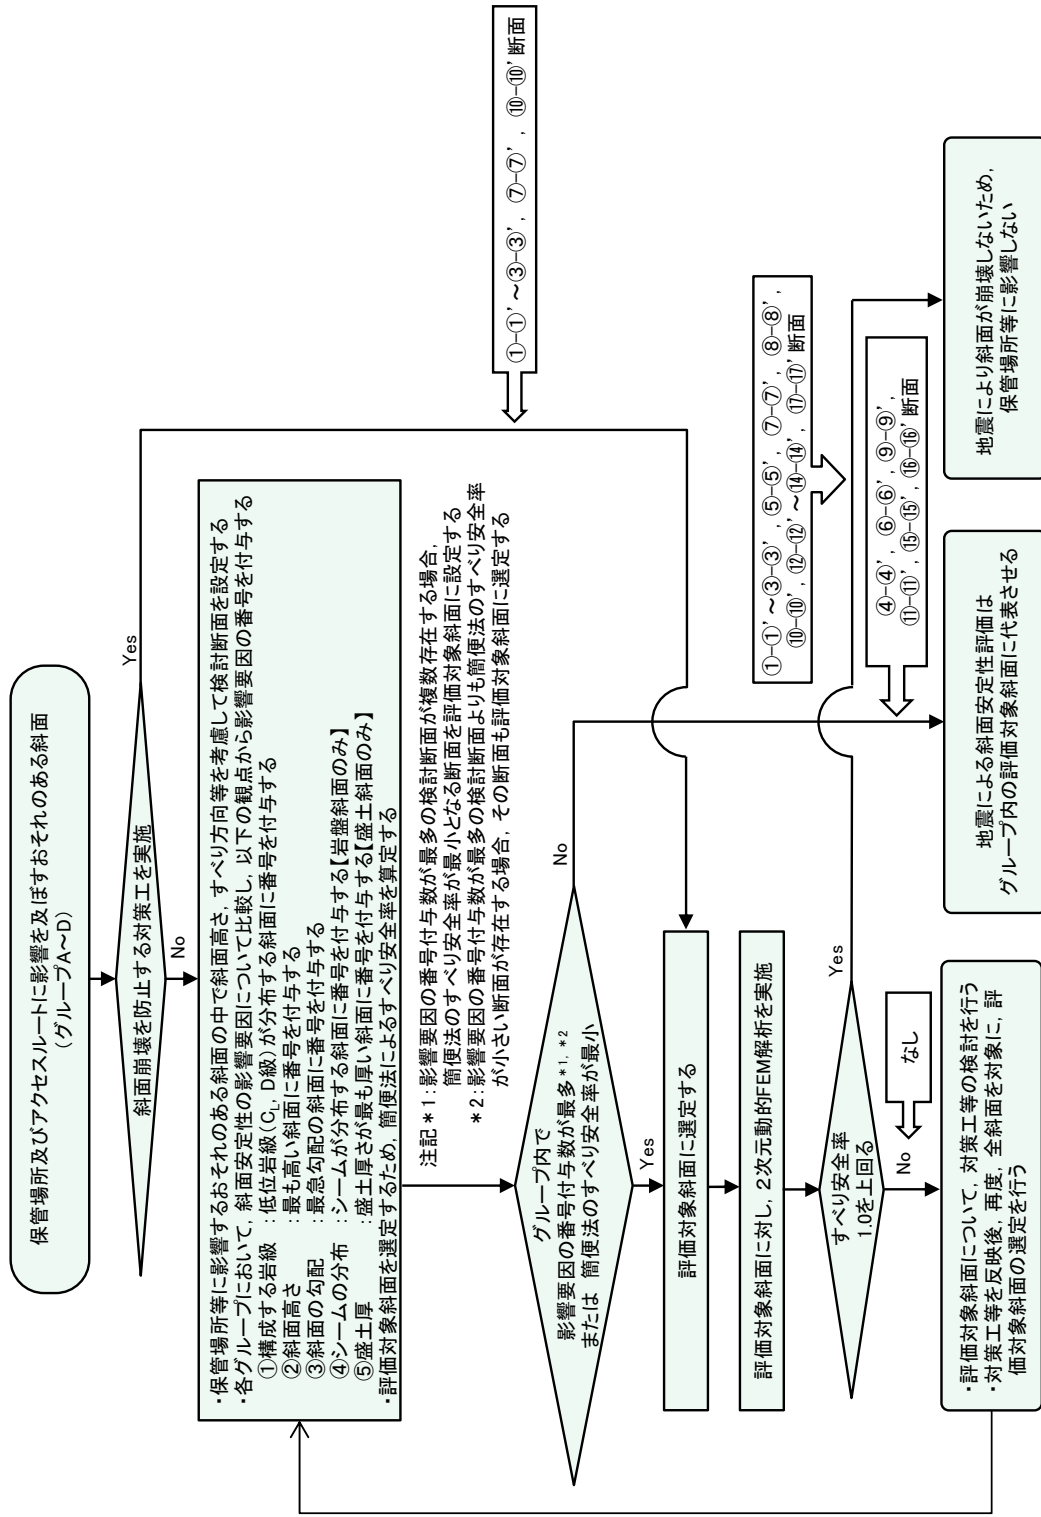 保管場所及びアクセスルートに影響を及ぼすおそれのある斜面
(グループA～D)
斜面崩壊を防止する対策工を実施
Yes
No
・保管場所等に影響するおそれのある斜面の中で斜面高さ，すべり方向等を考慮して検討断面を設定する
・各グループにおいて，斜面安定性の影響要因について比較し，以下の観点から影響要因の番号を付与する
①構成する岩級　：低位岩級(CL，D級)が分布する斜面に番号を付与する
②斜面高さ　：最も高い斜面に番号を付与する
③斜面の勾配　：最急勾配の斜面に番号を付与する
④シームの分布　：シームが分布する斜面に番号を付与する【岩盤斜面のみ】
⑤盛土厚　：盛土厚さが最も厚い斜面に番号を付与する【盛土斜面のみ】
・評価対象斜面を選定するため，簡便法によるすべり安全率を算定する
注記＊1：影響要因の番号付与数が最多の検討断面が複数存在する場合，
簡便法のすべり安全率が最小となる断面を評価対象斜面に設定する
＊2：影響要因の番号付与数が最多の検討断面よりも簡便法のすべり安全率
が小さい断面が存在する場合，その断面も評価対象斜面に選定する
①-①’～③-③’，⑦-⑦’，⑩-⑩’断面
グループ内で
影響要因の番号付与数が最多＊1，＊2
または　簡便法のすべり安全率が最小
No
Yes
評価対象斜面に選定する
評価対象斜面に対し，2次元動的FEM解析を実施
すべり安全率
1.0を上回る
Yes
No
①-①’～③-③’，⑤-⑤’，⑦-⑦’，⑧-⑧’，
⑩-⑩’，⑫-⑫’～⑭-⑭’，⑰-⑰’断面
④-④’，⑥-⑥’，⑨-⑨’，
⑪-⑪’，⑮-⑮’，⑯-⑯’断面
なし
・評価対象斜面について，対策工等の検討を行う
・対策工等を反映後，再度，全斜面を対象に，評
価対象斜面の選定を行う
地震による斜面安定性評価は
グループ内の評価対象斜面に代表させる
地震により斜面が崩壊しないため，
保管場所等に影響しない